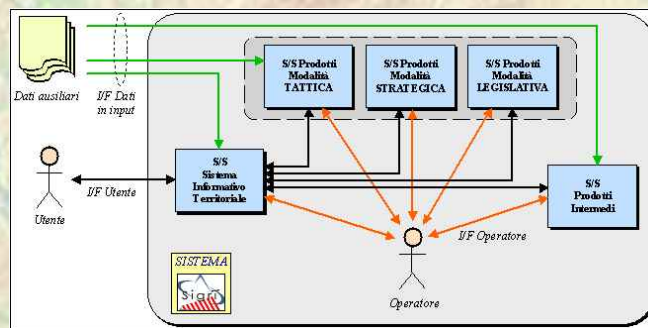 S/S Prodotti
Modalità
TATTICA
S/S Prodotti
Modalità
STRATEGICA
S/S Prodotti
Modalità
LEGISLATIVA
Dati ausiliari
I/F Dati
in input
S/S
Sistema
Informativo
Territoriale
S/S
Prodotti
Intermedi
I/F Utente
Utente
I/F Operatore
Operatore
SISTEMA
Sigri